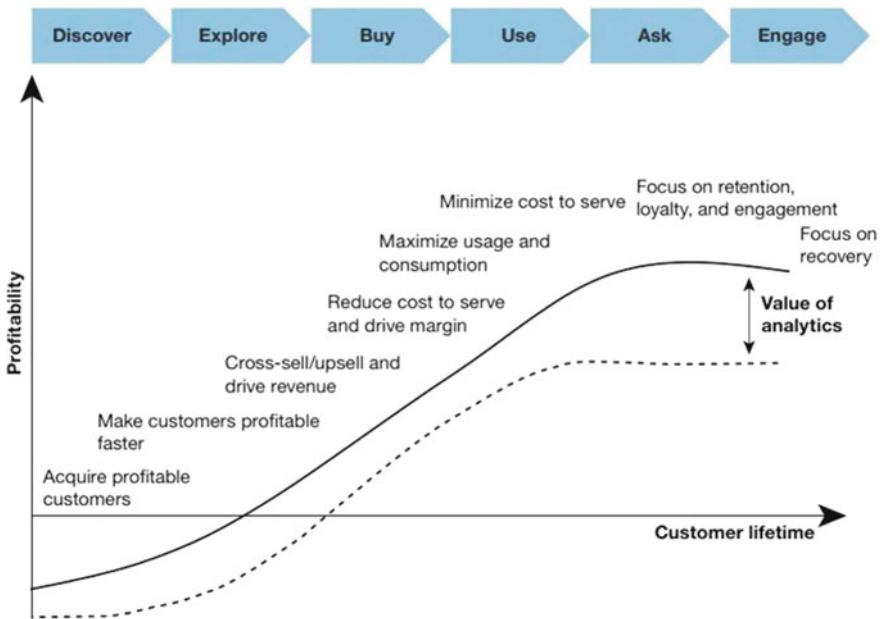 Discover
Explore
Buy
Use
Ask
Engage
Minimize cost to serve
Focus on retention,
loyalty, and engagement
Focus on
recovery
Maximize usage and
consumption
Reduce cost to serve
and drive margin
Value of
analytics
Cross-sell/upsell and
drive revenue
Make customers profitable
faster
Acquire profitable
customers
Profitability
Customer lifetime